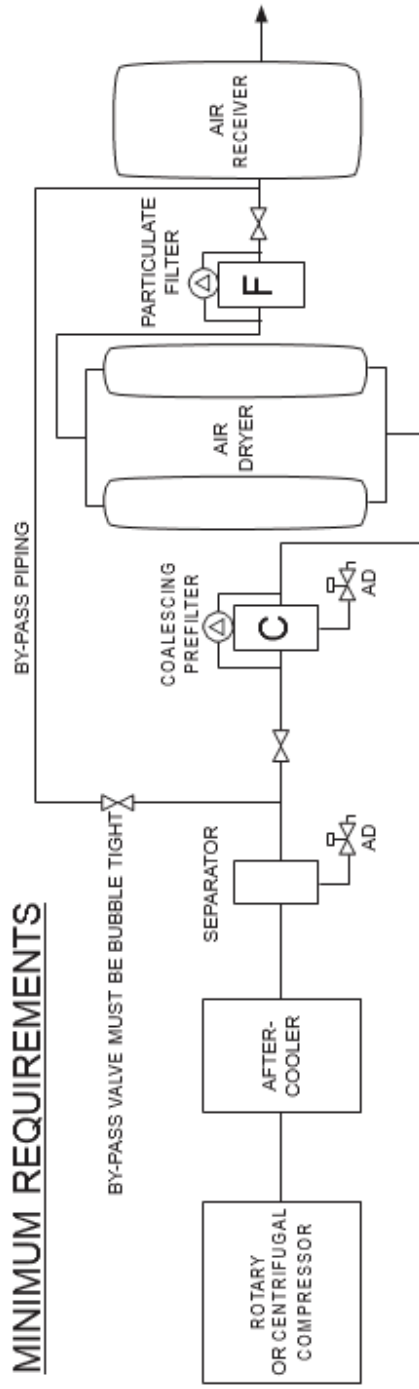 MINIMUM REQUIREMENTS
BY-PASS PIPING
BY-PASS VALVE MUST BE BUBBLE TIGHT
ROTARY
OR CENTRIFUGAL
COMPRESSOR
AFTER-
COOLER
SEPARATOR
AD
COALESCING
PREFILTER
C
AD
AIR
DRYER
PARTICULATE
FILTER
F
AIR
RECEIVER